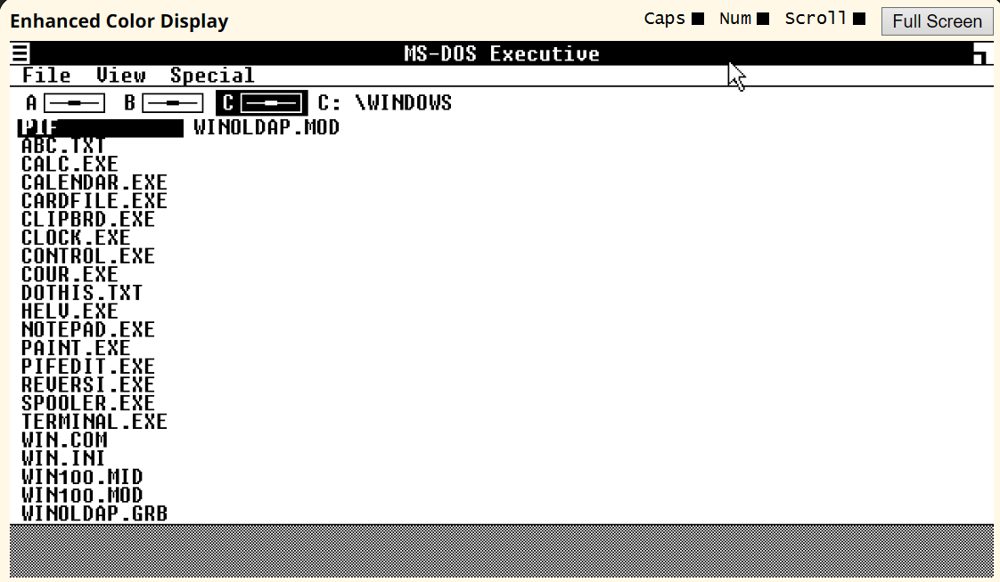 Enhanced Color Display
Caps Num Scroll Full Screen
MS-DOS Executive
File View Special
A B C C: \WINDOWS
PIF WINOLDAP.MOD
ABC.TXT
CALC.EXE
CALENDAR.EXE
CARDFILE.EXE
CLIPBRD.EXE
CLOCK.EXE
CONTROL.EXE
COUR.EXE
DOTHIS.TXT
HELV.EXE
NOTEPAD.EXE
PAINT.EXE
PIFEDIT.EXE
REVERSI.EXE
SPOOLER.EXE
TERMINAL.EXE
WIN.COM
WIN.INI
WIN100.MID
WIN100.MOD
WINOLDAP.GRB